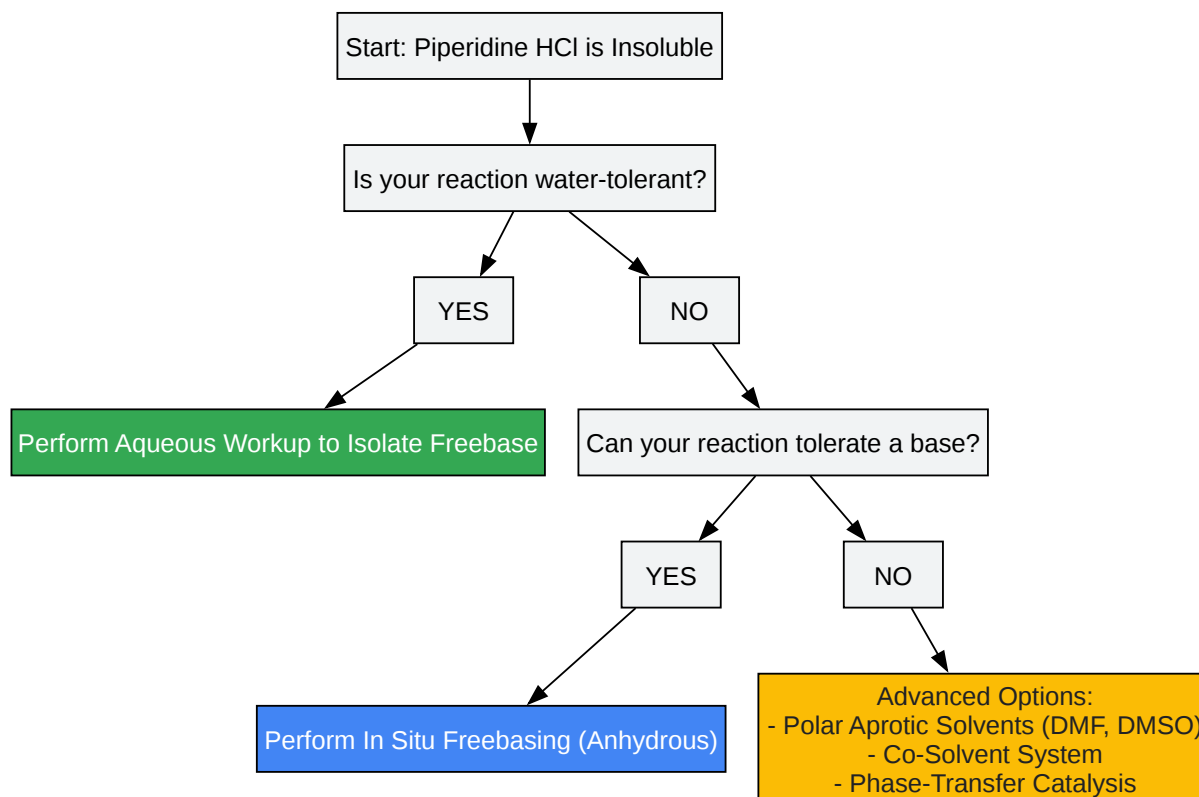 Start: Piperidine HCl is Insoluble
Is your reaction water-tolerant?
YES
NO
Perform Aqueous Workup to Isolate Freebase
Can your reaction tolerate a base?
YES
NO
Perform In Situ Freebasing (Anhydrous)
Advanced Options:
- Polar Aprotic Solvents (DMF, DMSO)
- Co-Solvent System
- Phase-Transfer Catalysis